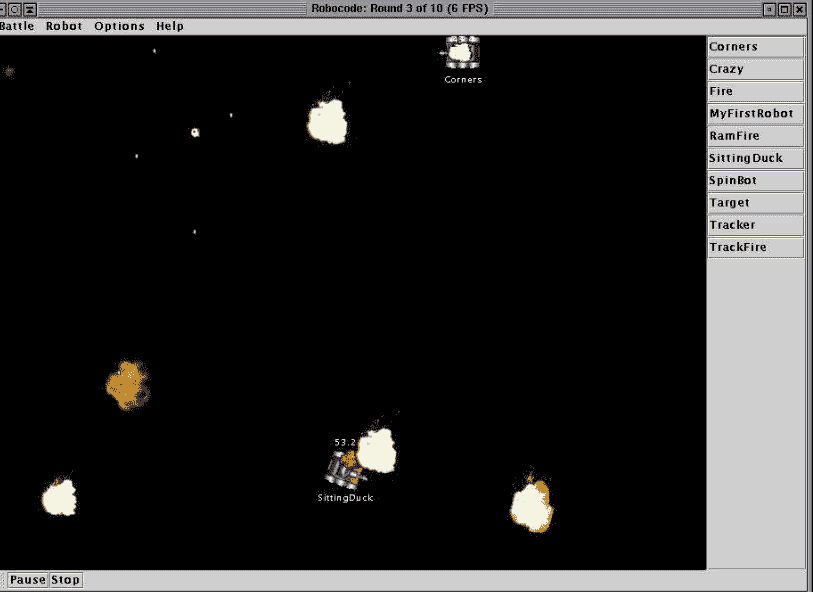 Robocode: Round 3 of 10 (6 FPS)
Battle Robot Options Help
Corners
Corners
Crazy
Fire
MyFirstRobot
RamFire
SittingDuck
SpinBot
Target
Tracker
TrackFire
53.2
SittingDuck
Pause Stop